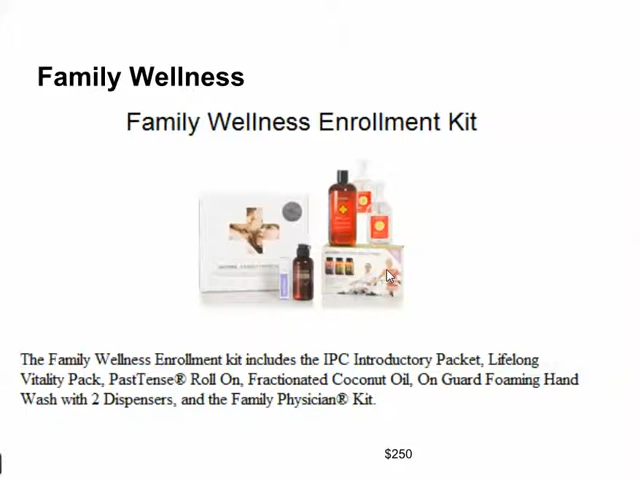 Family Wellness
Family Wellness Enrollment Kit
The Family Wellness Enrollment kit includes the IPC Introductory Packet, Lifelong
Vitality Pack, PastTense® Roll On, Fractionated Coconut Oil, On Guard Foaming Hand
Wash with 2 Dispensers, and the Family Physician® Kit.
$250